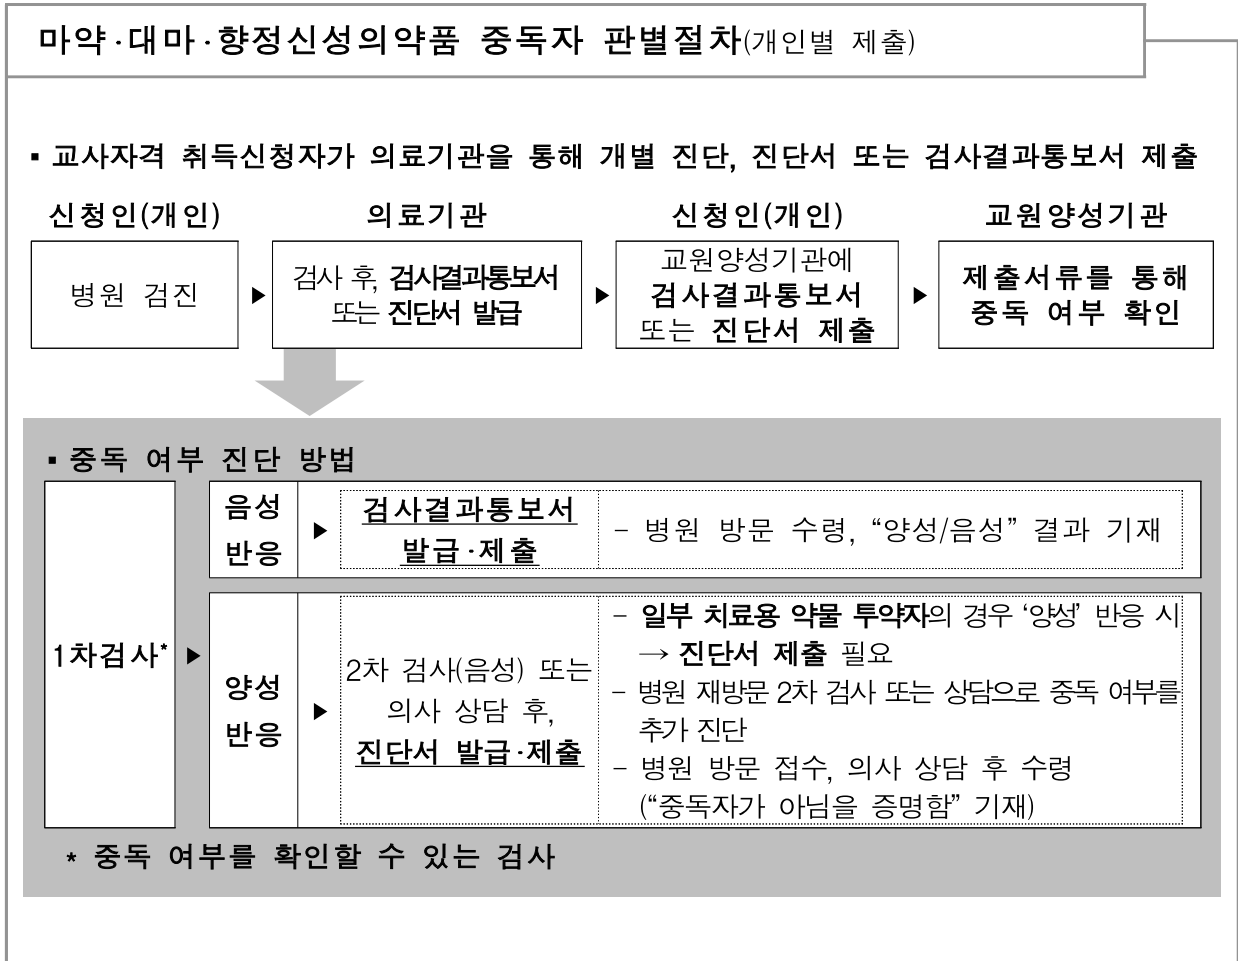 마약·대마·향정신성의약품 중독자 판별절차(개인별 제출)
▪ 교사자격 취득신청자가 의료기관을 통해 개별 진단, 진단서 또는 검사결과통보서 제출
신청인(개인)
의료기관
신청인(개인)
교원양성기관
병원 검진
▶
검사 후, 검사결과통보서
또는 진단서 발급
▶
교원양성기관에
검사결과통보서
또는 진단서 제출
▶
제출서류를 통해
중독 여부 확인
▪ 중독 여부 진단 방법
1차검사*
▶
음성
반응
▶
검사결과통보서
발급·제출
- 병원 방문 수령, “양성/음성” 결과 기재
양성
반응
▶
2차 검사(음성) 또는
의사 상담 후,
진단서 발급·제출
- 일부 치료용 약물 투약자의 경우 ‘양성’ 반응 시
→ 진단서 제출 필요
- 병원 재방문 2차 검사 또는 상담으로 중독 여부를
추가 진단
- 병원 방문 접수, 의사 상담 후 수령
(“중독자가 아님을 증명함” 기재)
* 중독 여부를 확인할 수 있는 검사